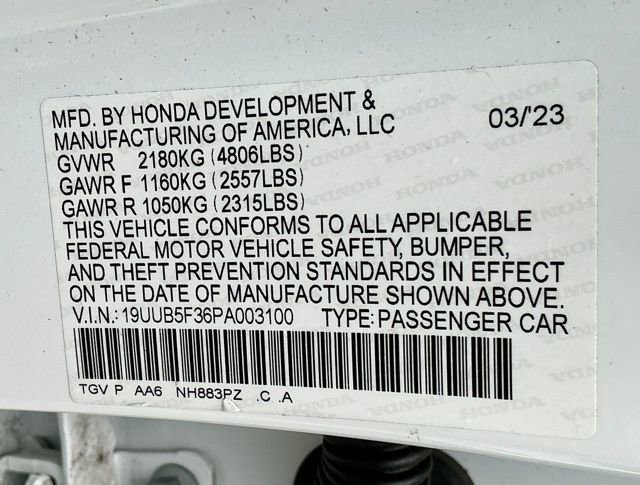 MFD. BY HONDA DEVELOPMENT &
MANUFACTURING OF AMERICA, LLC 03/'23
GVWR 2180KG (4806LBS)
GAWR F 1160KG (2557LBS)
GAWR R 1050KG (2315LBS)
THIS VEHICLE CONFORMS TO ALL APPLICABLE
FEDERAL MOTOR VEHICLE SAFETY, BUMPER,
AND THEFT PREVENTION STANDARDS IN EFFECT
ON THE DATE OF MANUFACTURE SHOWN ABOVE.
V.I.N.: 19UUB5F36PA003100 TYPE: PASSENGER CAR
TGV P AA6 NH883PZ .C .A